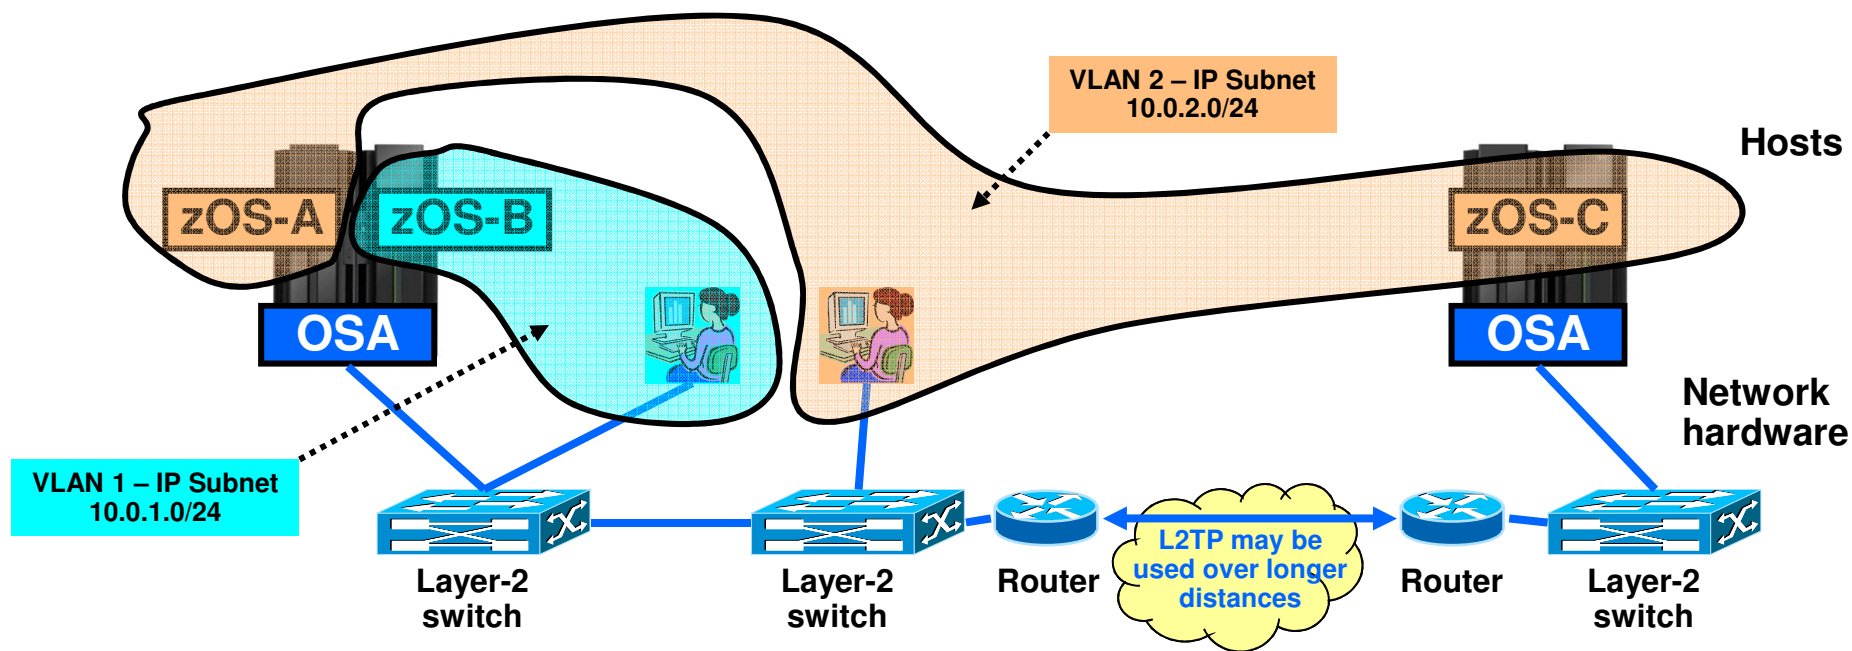 VLAN 2 – IP Subnet
10.0.2.0/24
Hosts
zOS-A
zOS-B
zOS-C
OSA
OSA
Network
hardware
VLAN 1 – IP Subnet
10.0.1.0/24
L2TP may be
used over longer
distances
Layer-2
switch
Layer-2
switch
Router
Router
Layer-2
switch